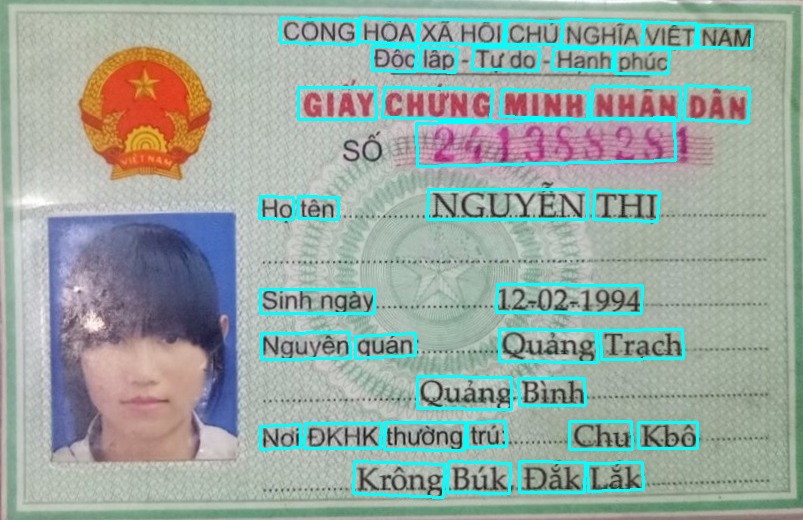 CỘNG HÒA XÃ HỘI CHỦ NGHĨA VIỆT NAM
Độc lập - Tự do - Hạnh phúc
GIẤY CHỨNG MINH NHÂN DÂN
SỐ 241388281
VIỆT NAM
Họ tên NGUYỄN THỊ
Sinh ngày 12-02-1994
Nguyên quán: Quảng Trạch
Quảng Bình
Nơi ĐKHK thường trú: Chu Kbô
Krông Búk, Đắk Lắk